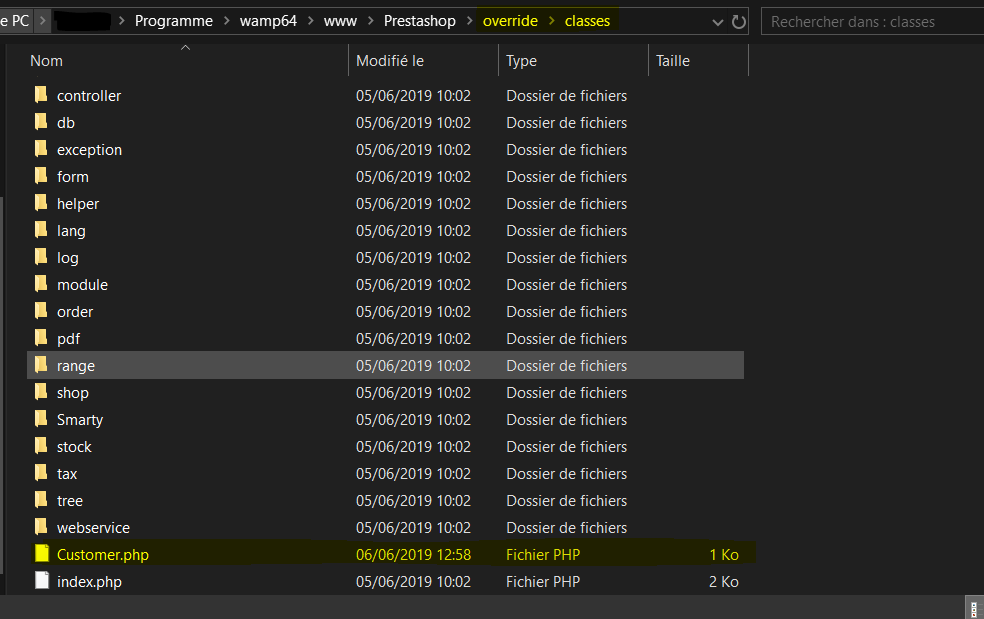 e PC > > Programme > wamp64 > www > Prestashop > override > classes Rechercher dans : classes
Nom Modifié le Type Taille
controller 05/06/2019 10:02 Dossier de fichiers
db 05/06/2019 10:02 Dossier de fichiers
exception 05/06/2019 10:02 Dossier de fichiers
form 05/06/2019 10:02 Dossier de fichiers
helper 05/06/2019 10:02 Dossier de fichiers
lang 05/06/2019 10:02 Dossier de fichiers
log 05/06/2019 10:02 Dossier de fichiers
module 05/06/2019 10:02 Dossier de fichiers
order 05/06/2019 10:02 Dossier de fichiers
pdf 05/06/2019 10:02 Dossier de fichiers
range 05/06/2019 10:02 Dossier de fichiers
shop 05/06/2019 10:02 Dossier de fichiers
Smarty 05/06/2019 10:02 Dossier de fichiers
stock 05/06/2019 10:02 Dossier de fichiers
tax 05/06/2019 10:02 Dossier de fichiers
tree 05/06/2019 10:02 Dossier de fichiers
webservice 05/06/2019 10:02 Dossier de fichiers
Customer.php 06/06/2019 12:58 Fichier PHP 1 Ko
index.php 05/06/2019 10:02 Fichier PHP 2 Ko